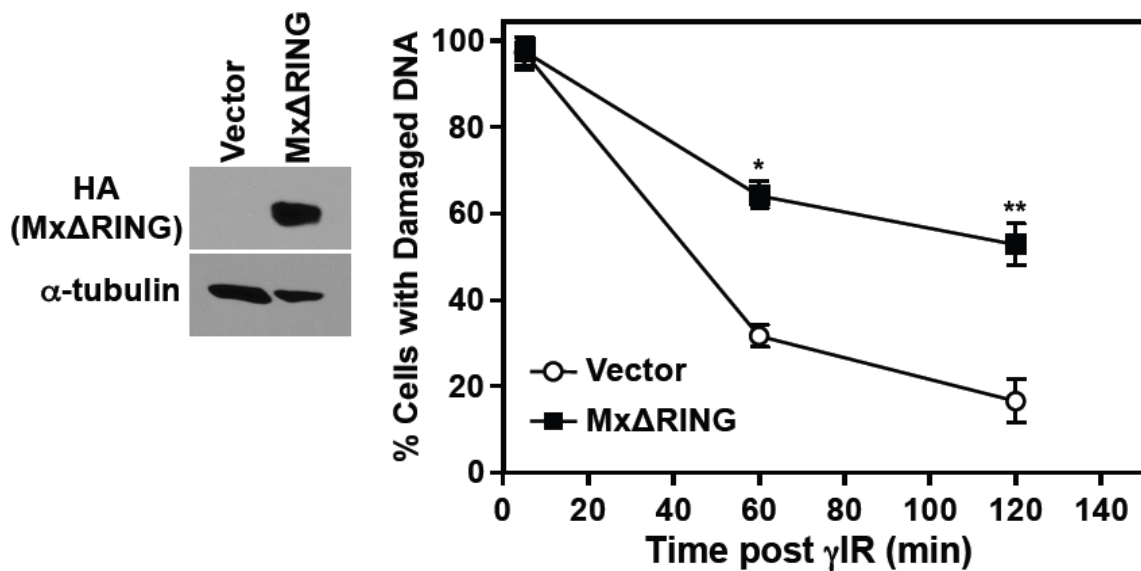 Vector
MxΔRING
HA
(MxΔRING)
α-tubulin
% Cells with Damaged DNA
100
80
60
40
20
0
*
**
Vector
MxΔRING
0 20 40 60 80 100 120 140
Time post γIR (min)